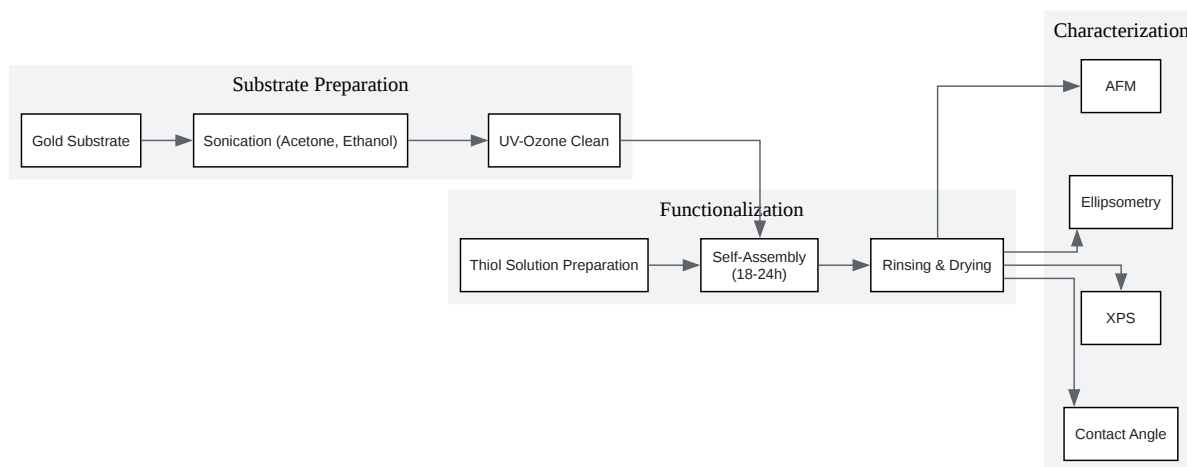 Characterization
Substrate Preparation
AFM
Gold Substrate
Sonication (Acetone, Ethanol)
UV-Ozone Clean
Functionalization
Ellipsometry
Thiol Solution Preparation
Self-Assembly
(18-24h)
Rinsing & Drying
XPS
Contact Angle